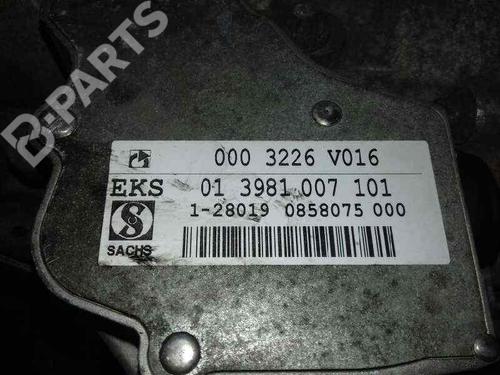 B-PARTS
000 3226 V016
EKS 01 3981 007 101
S
1-28019 0858075 000
SACHS